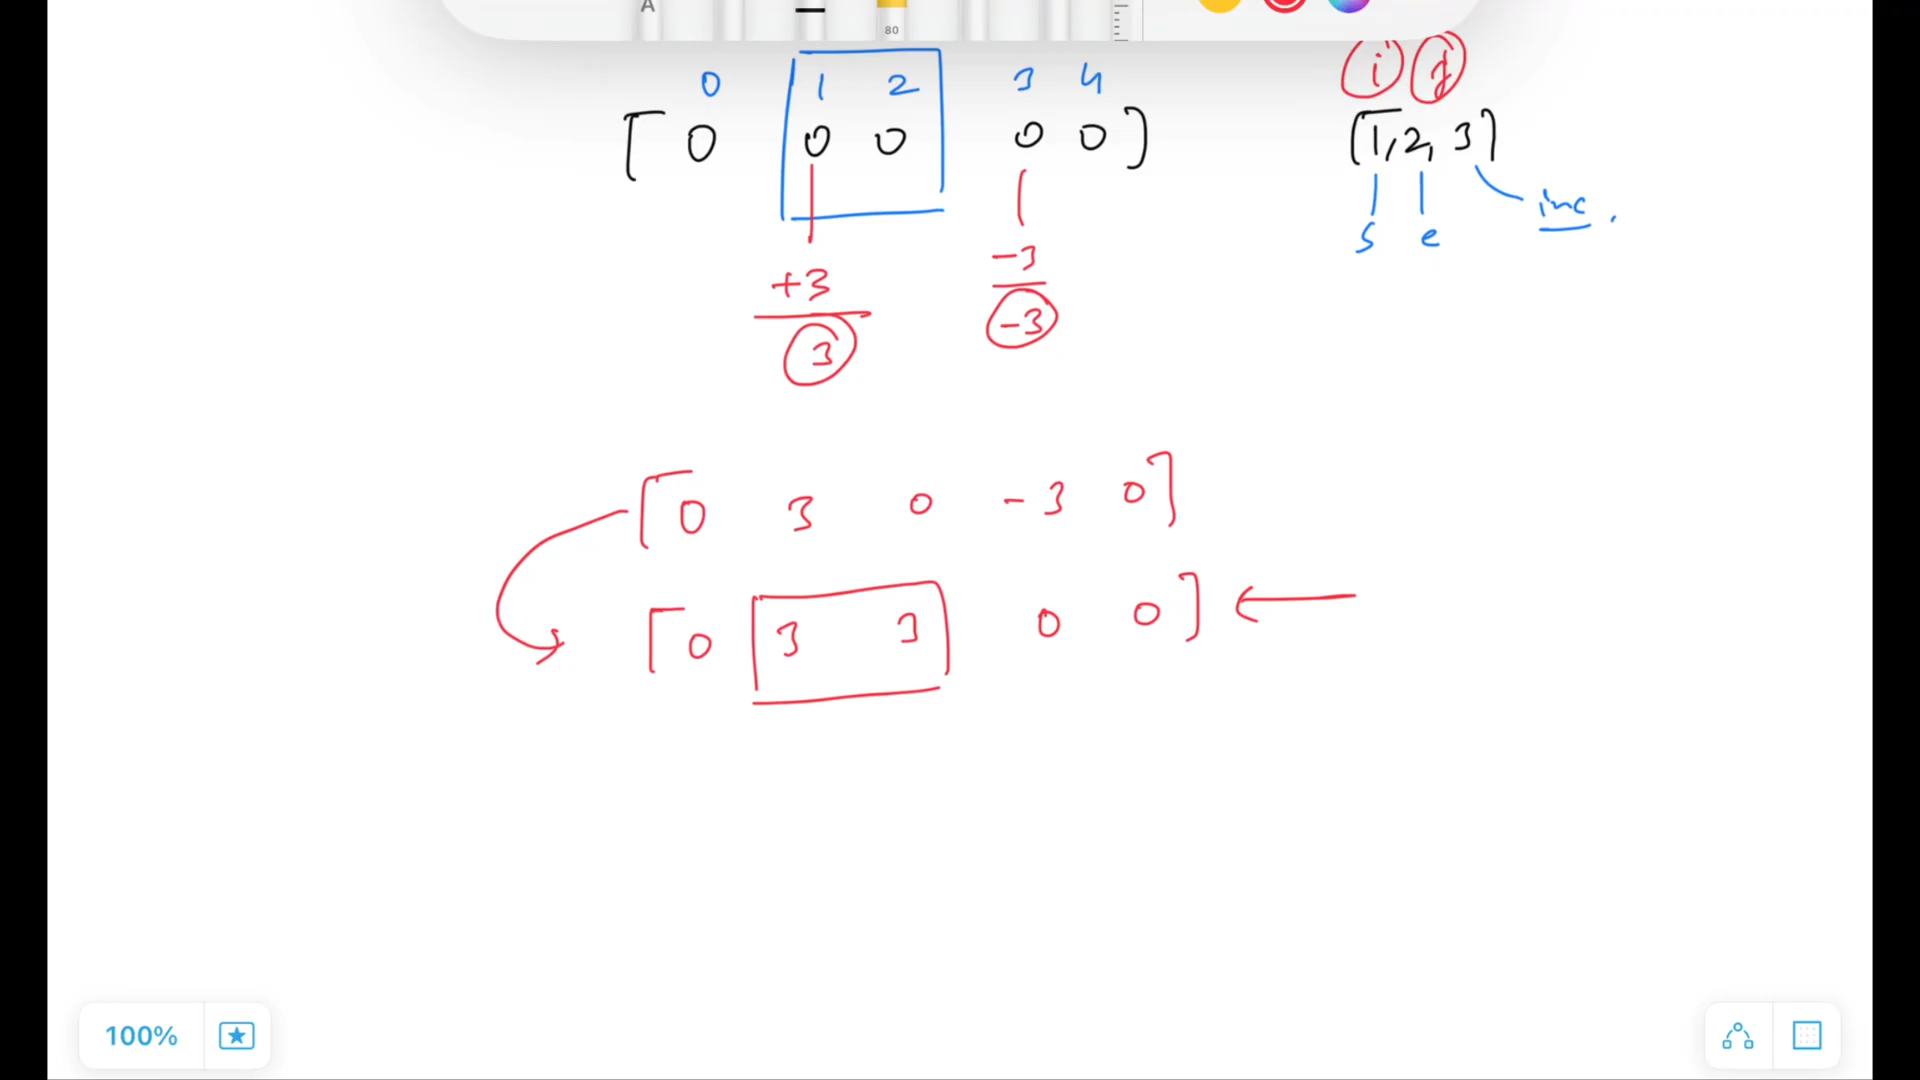 A
80
0 1 2 3 4
i j
[ 0 0 0 0 0 ]
[1, 2, 3]
s e
inc.
+3
3
-3
-3
[ 0 3 0 -3 0 ]
[ 0 3 3 0 0 ]
100%